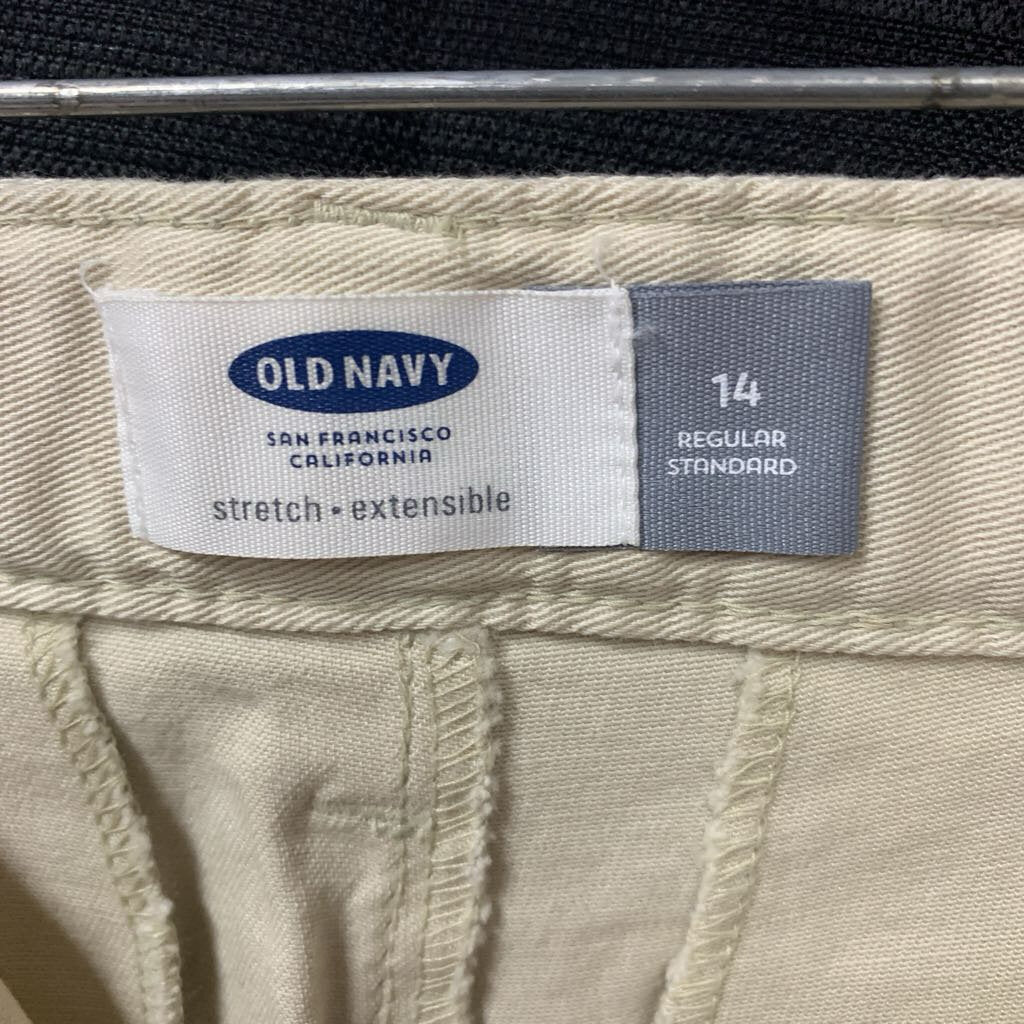 OLD NAVY
SAN FRANCISCO
CALIFORNIA
stretch • extensible
14
REGULAR
STANDARD